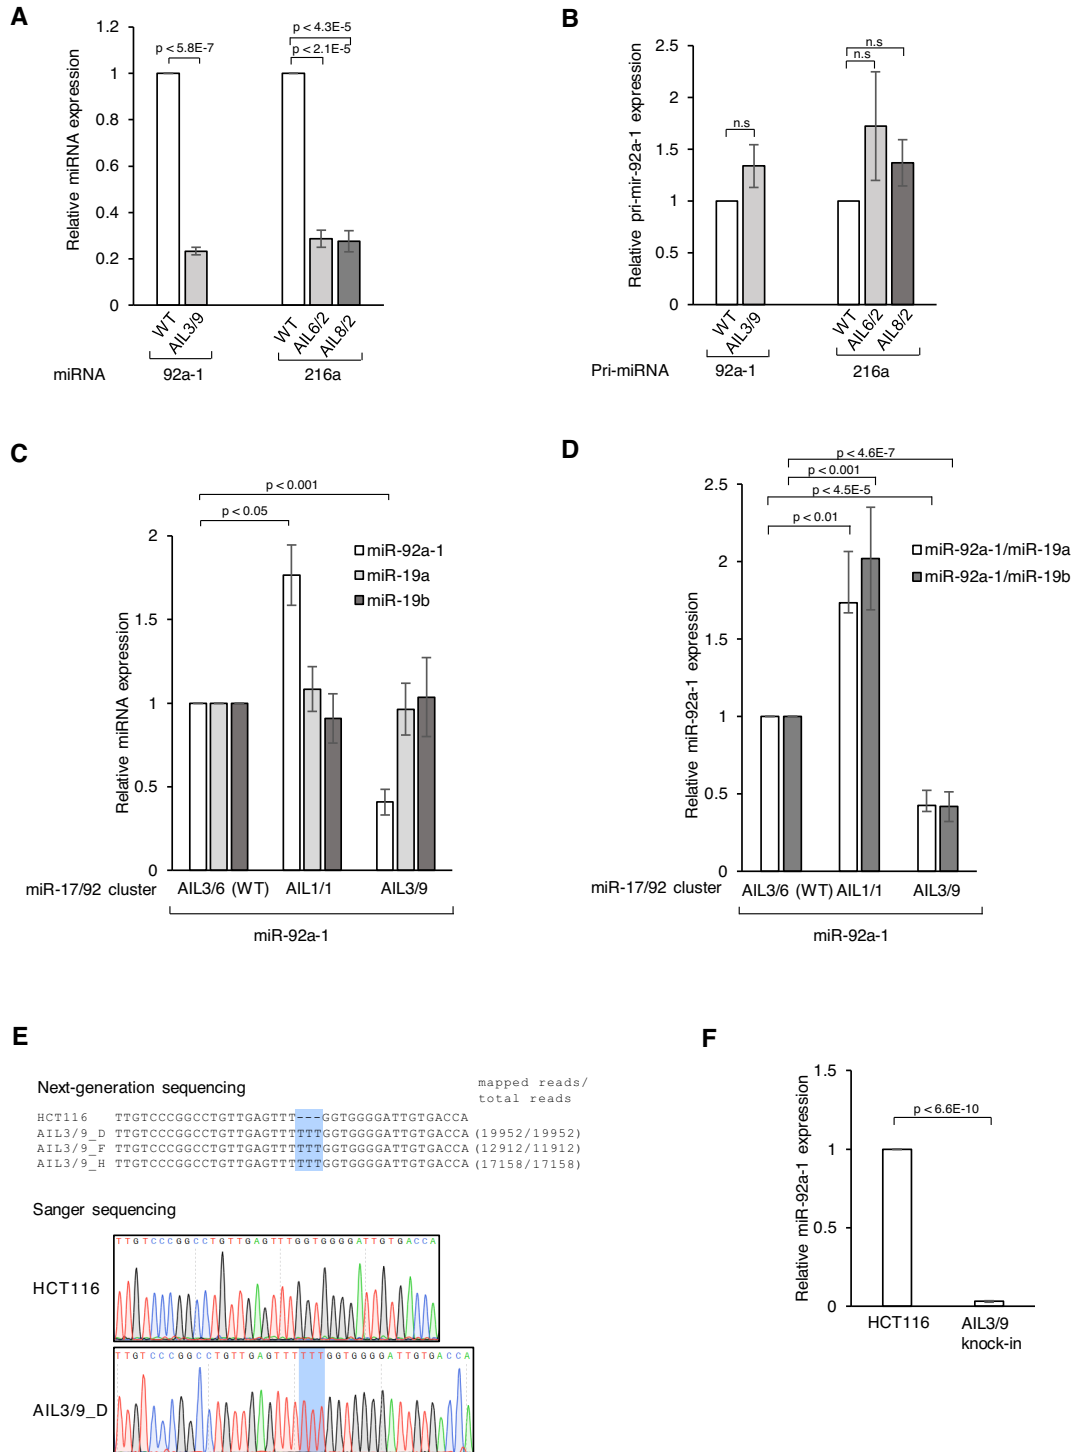 A
Relative miRNA expression
1.2
1
0.8
0.6
0.4
0.2
0
p < 5.8E-7
p < 4.3E-5
p < 2.1E-5
WT
AIL3/9
WT
AIL6/2
AIL8/2
miRNA
92a-1
216a
B
Relative pri-mir-92a-1 expression
2.5
2
1.5
1
0.5
0
n.s
n.s
n.s
WT
AIL3/9
WT
AIL6/2
AIL8/2
Pri-miRNA
92a-1
216a
C
Relative miRNA expression
2
1.5
1
0.5
0
p < 0.001
p < 0.05
miR-92a-1
miR-19a
miR-19b
miR-17/92 cluster
AIL3/6 (WT)
AIL1/1
AIL3/9
miR-92a-1
D
Relative miR-92a-1 expression
2.5
2
1.5
1
0.5
0
p < 4.6E-7
p < 0.001
p < 4.5E-5
p < 0.01
miR-92a-1/miR-19a
miR-92a-1/miR-19b
miR-17/92 cluster
AIL3/6 (WT)
AIL1/1
AIL3/9
miR-92a-1
E
Next-generation sequencing
mapped reads/
total reads
HCT116 TTGTCCCGGCCTGTTGAGTTT---GGTGGGGATTGTGACCA
AIL3/9_D TTGTCCCGGCCTGTTGAGTTTTTTGGTGGGGATTGTGACCA (19952/19952)
AIL3/9_F TTGTCCCGGCCTGTTGAGTTTTTTGGTGGGGATTGTGACCA (12912/11912)
AIL3/9_H TTGTCCCGGCCTGTTGAGTTTTTTGGTGGGGATTGTGACCA (17158/17158)
Sanger sequencing
TTGTCCCGGCCTGTTGAGTTTGGTGGGGATTGTGACCA
HCT116
TTGTCCCGGCCTGTTGAGTTTTTTGGTGGGGATTGTGACCA
AIL3/9_D
F
Relative miR-92a-1 expression
1.5
1
0.5
0
p < 6.6E-10
HCT116
AIL3/9
knock-in